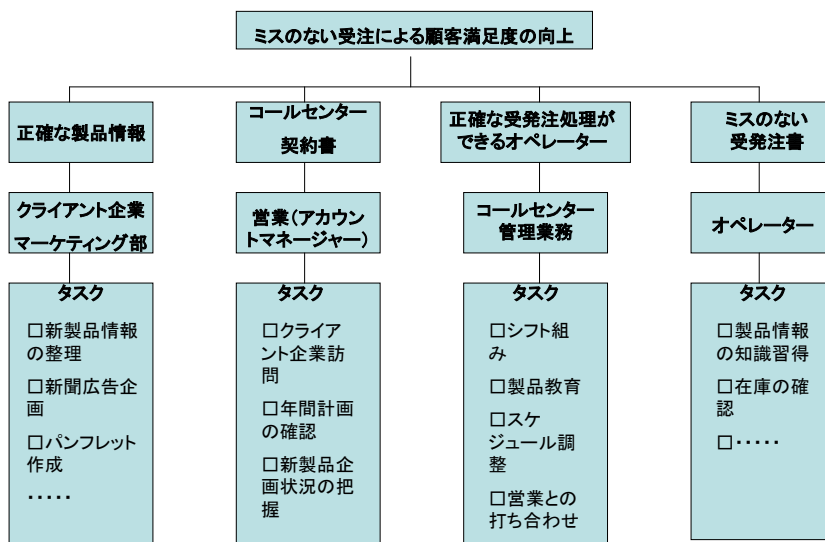 ミスのない受注による顧客満足度の向上
正確な製品情報
コールセンター
契約書
正確な受発注処理が
できるオペレーター
ミスのない
受発注書
クライアント企業
マーケティング部
営業(アカウン
トマネージャー)
コールセンター
管理業務
オペレーター
タスク
□新製品情報
の整理
□新聞広告企
画
□パンフレット
作成
・・・・・
タスク
□クライア
ント企業訪
問
□年間計画
の確認
□新製品企
画状況の把
握
タスク
□シフト組
み
□製品教育
□スケ
ジュール調
整
□営業との
打ち合わせ
タスク
□製品情報
の知識習得
□在庫の確
認
□・・・・・